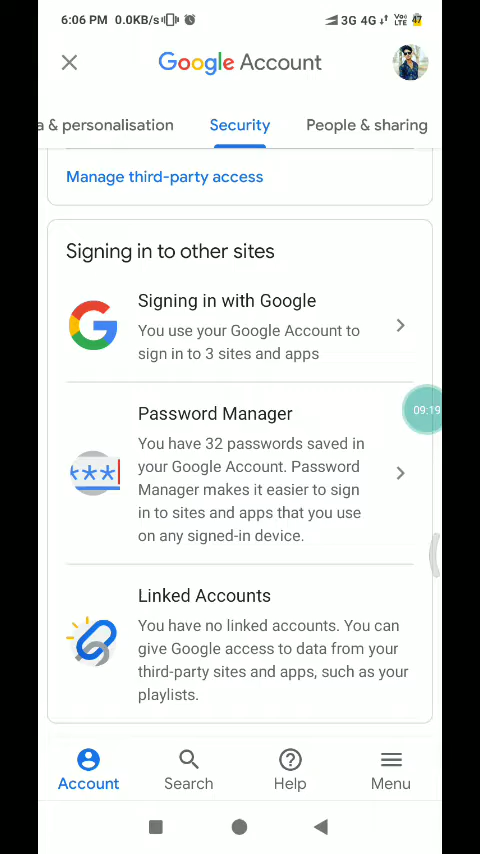 6:06 PM 0.0KB/s 3G 4G Vo LTE 47
Google Account
a & personalisation Security People & sharing
Manage third-party access
Signing in to other sites
Signing in with Google
You use your Google Account to
sign in to 3 sites and apps
09:19
Password Manager
You have 32 passwords saved in
your Google Account. Password
Manager makes it easier to sign
in to sites and apps that you use
on any signed-in device.
Linked Accounts
You have no linked accounts. You can
give Google access to data from your
third-party sites and apps, such as your
playlists.
Account Search Help Menu